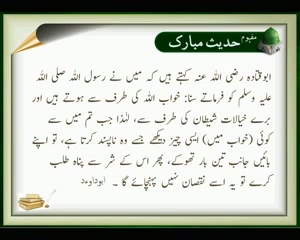 مفہوم حدیث مبارک
ابوقتادہ رضی اللہ عنہ کہتے ہیں کہ میں نے رسول اللہ صلی اللہ
علیہ وسلم کو فرماتے سنا: خواب اللہ کی طرف سے ہوتے ہیں اور
برے خیالات شیطان کی طرف سے، لہٰذا جب تم میں سے
کوئی (خواب میں) ایسی چیز دیکھے جسے وہ ناپسند کرتا ہے، تو اپنے
بائیں جانب تین بار تھوکے، پھر اس کے شر سے پناہ طلب
کرے تو یہ اسے نقصان نہیں پہنچائے گا ۔ ابوداوءد